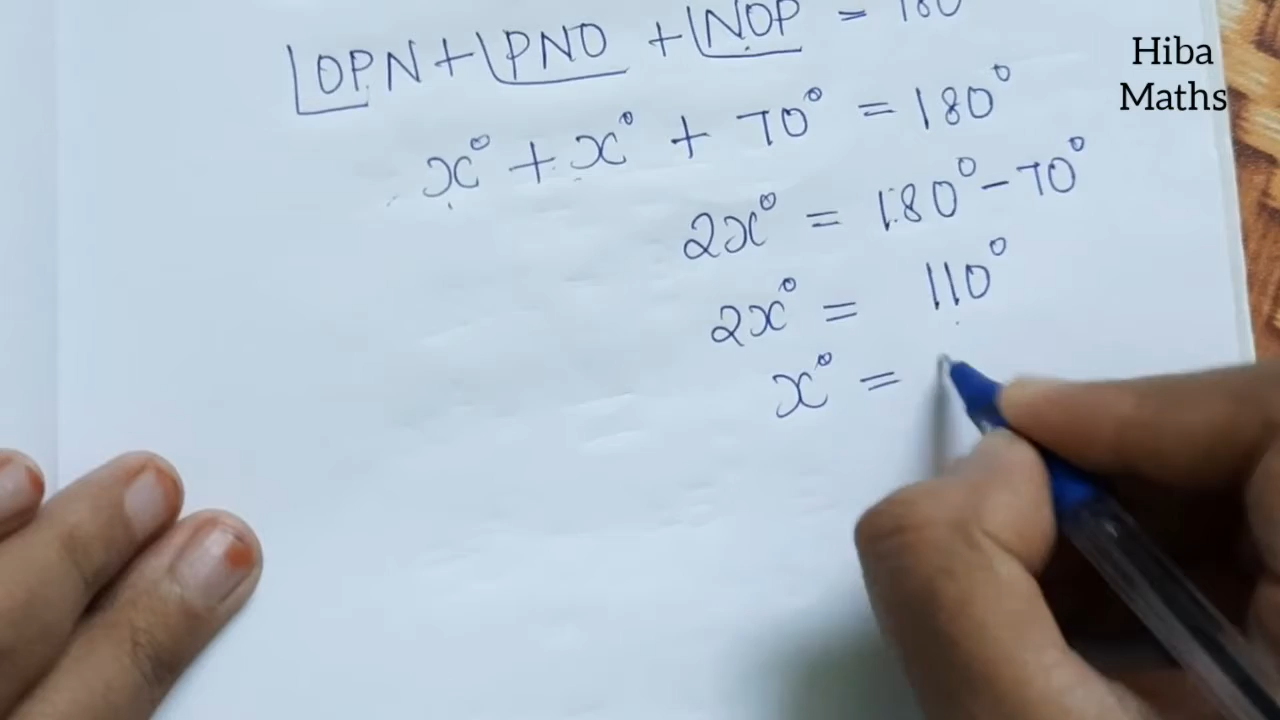 ∠OPN + ∠PNO + ∠NOP = 180
x° + x° + 70° = 180°
2x° = 180° - 70°
2x° = 110°
x° =
Hiba
Maths